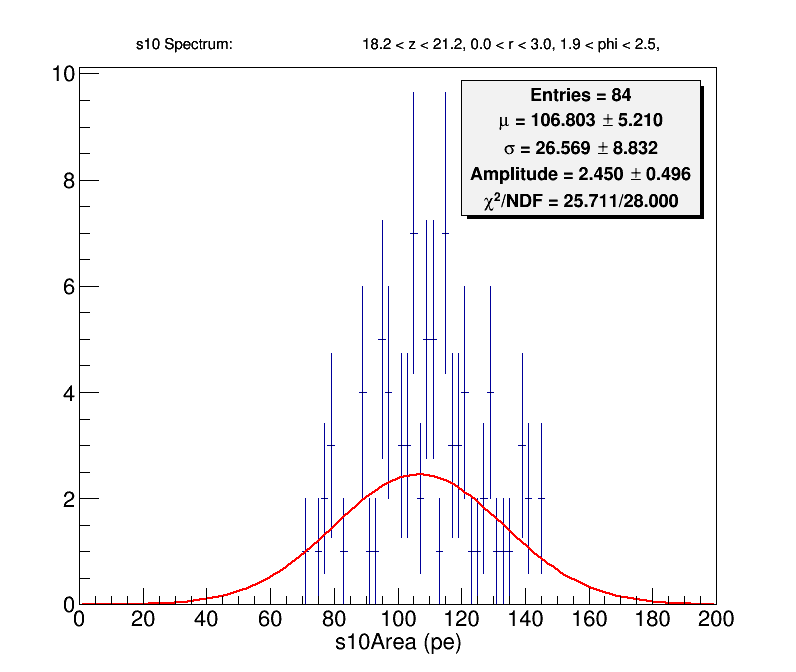 s10 Spectrum: 18.2 < z < 21.2, 0.0 < r < 3.0, 1.9 < phi < 2.5,
Entries = 84
μ = 106.803 ± 5.210
σ = 26.569 ± 8.832
Amplitude = 2.450 ± 0.496
χ²/NDF = 25.711/28.000
10
8
6
4
2
0
0 20 40 60 80 100 120 140 160 180 200
s10Area (pe)